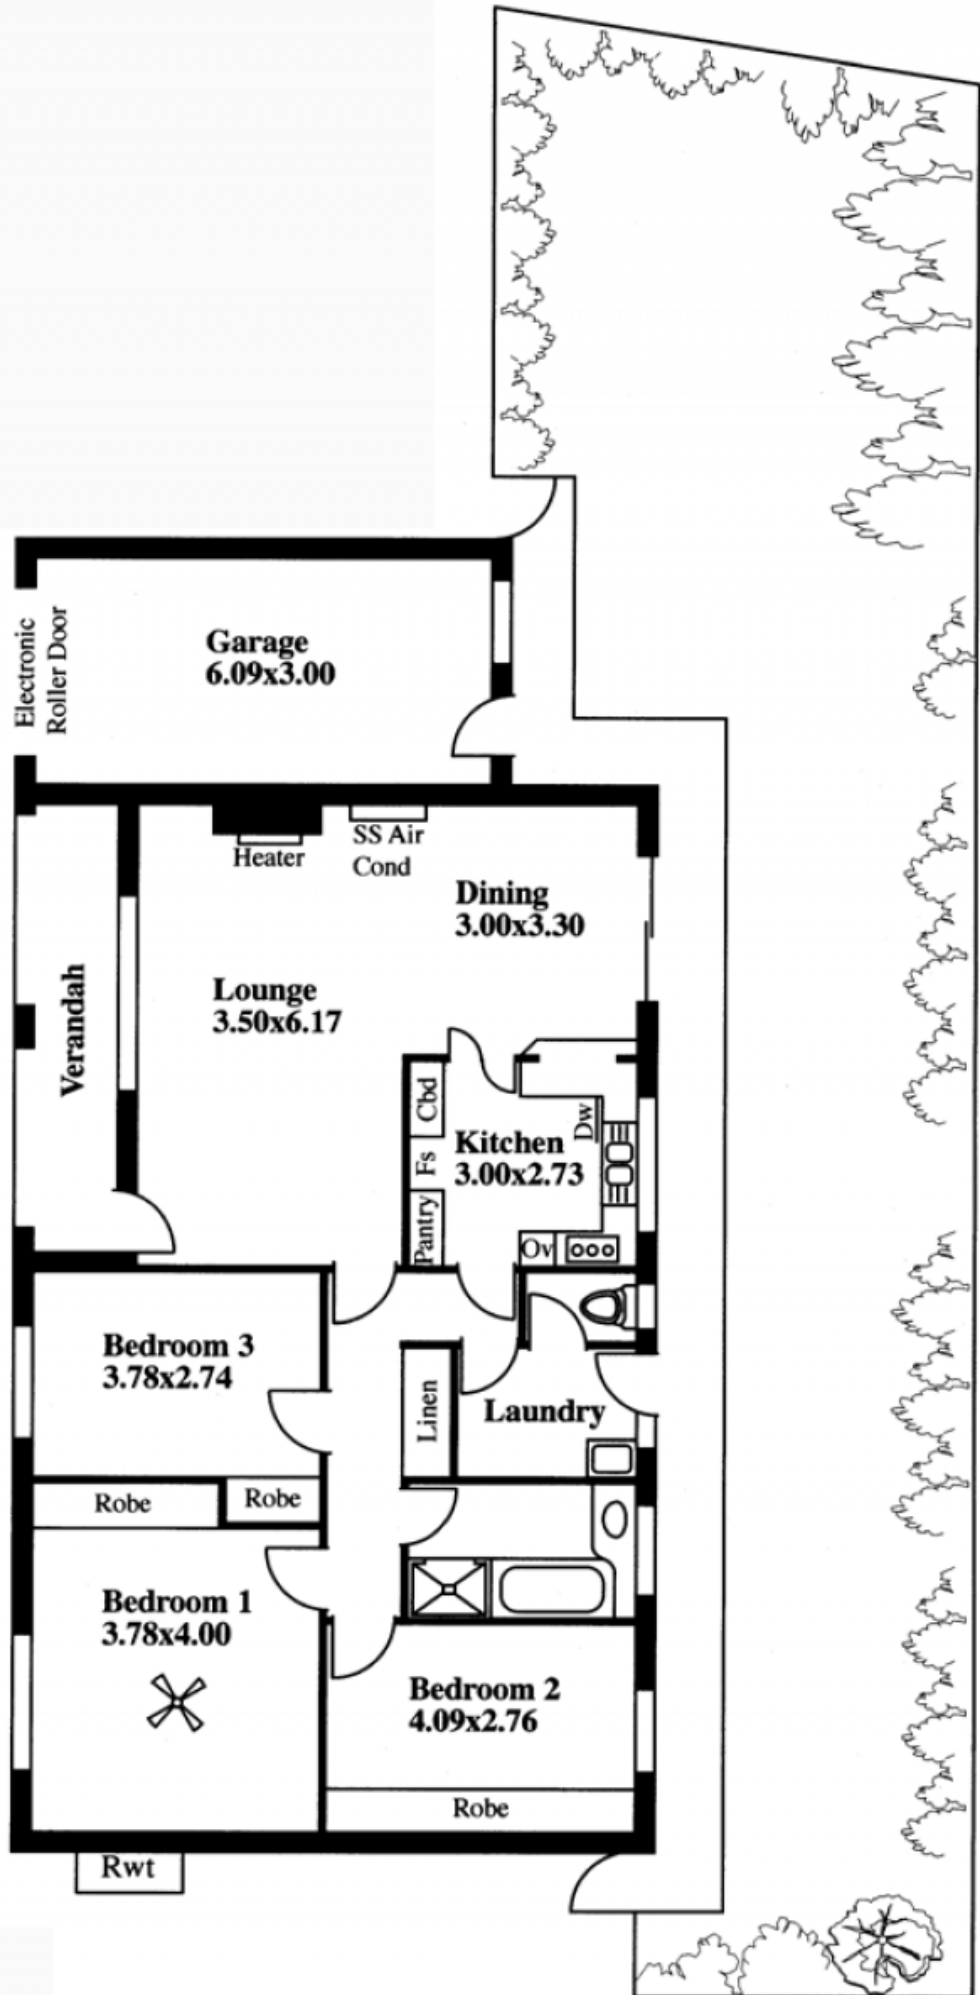 Electronic
Roller Door
Garage
6.09x3.00
Heater
SS Air
Cond
Dining
3.00x3.30
Verandah
Lounge
3.50x6.17
Cbd
Fs
Pantry
Kitchen
3.00x2.73
Dw
Ov
Bedroom 3
3.78x2.74
Linen
Laundry
Robe
Robe
Bedroom 1
3.78x4.00
Bedroom 2
4.09x2.76
Robe
Rwt